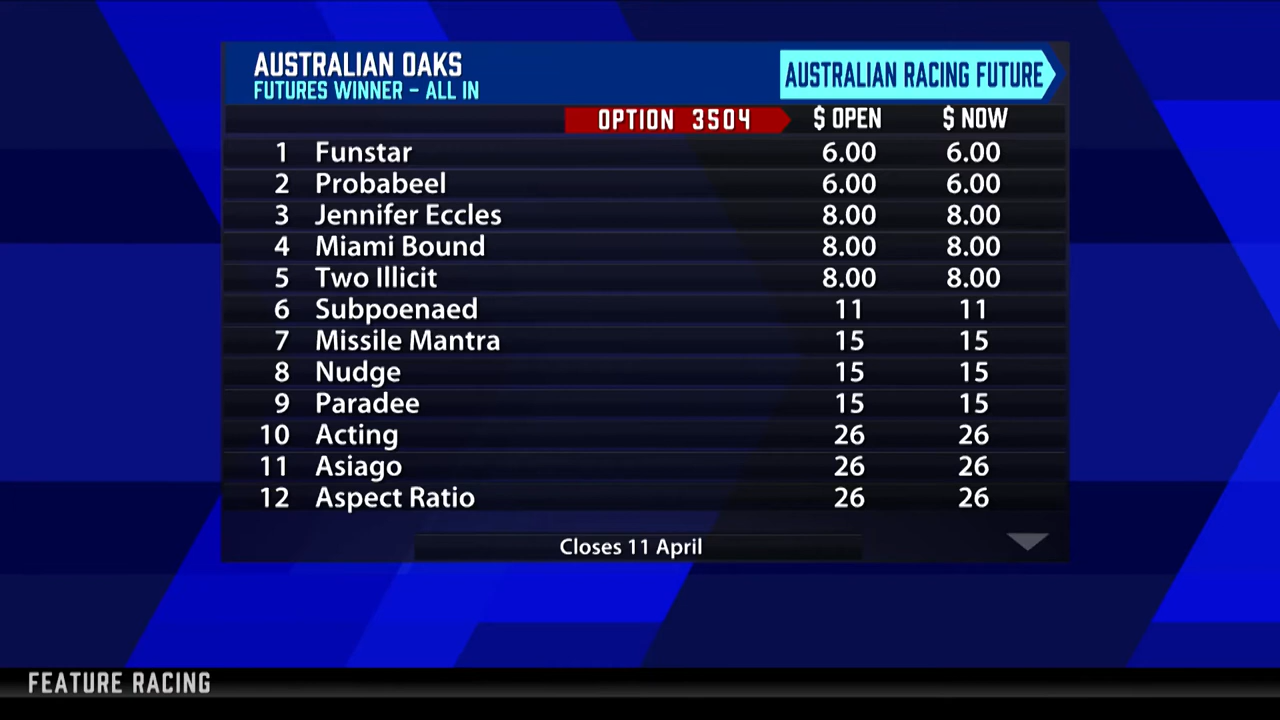 AUSTRALIAN OAKS
FUTURES WINNER – ALL IN
AUSTRALIAN RACING FUTURE
OPTION 3504 $ OPEN $ NOW
1 Funstar 6.00 6.00
2 Probabeel 6.00 6.00
3 Jennifer Eccles 8.00 8.00
4 Miami Bound 8.00 8.00
5 Two Illicit 8.00 8.00
6 Subpoenaed 11 11
7 Missile Mantra 15 15
8 Nudge 15 15
9 Paradee 15 15
10 Acting 26 26
11 Asiago 26 26
12 Aspect Ratio 26 26
Closes 11 April
FEATURE RACING